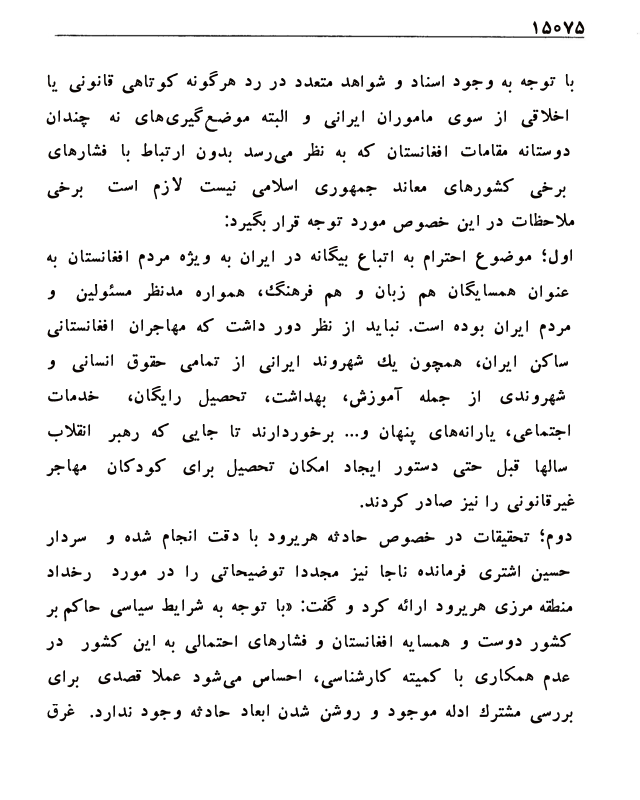 ۱۵۰۷۵
با توجه به وجود اسناد و شواهد متعدد در رد هرگونه کوتاهی قانونی یا
اخلاقی از سوی ماموران ایرانی و البته موضع‌گیری‌های نه چندان
دوستانه مقامات افغانستان که به نظر می‌رسد بدون ارتباط با فشارهای
برخی کشورهای معاند جمهوری اسلامی نیست لازم است برخی
ملاحظات در این خصوص مورد توجه قرار بگیرد:
اول؛ موضوع احترام به اتباع بیگانه در ایران به ویژه مردم افغانستان به
عنوان همسایگان هم زبان و هم فرهنگ، همواره مدنظر مسئولین و
مردم ایران بوده است. نباید از نظر دور داشت که مهاجران افغانستانی
ساکن ایران، همچون یك شهروند ایرانی از تمامی حقوق انسانی و
شهروندی از جمله آموزش، بهداشت، تحصیل رایگان، خدمات
اجتماعی، یارانه‌های پنهان و... برخوردارند تا جایی که رهبر انقلاب
سالها قبل حتی دستور ایجاد امکان تحصیل برای کودکان مهاجر
غیرقانونی را نیز صادر کردند.
دوم؛ تحقیقات در خصوص حادثه هریرود با دقت انجام شده و سردار
حسین اشتری فرمانده ناجا نیز مجددا توضیحاتی را در مورد رخداد
منطقه مرزی هریرود ارائه کرد و گفت: «با توجه به شرایط سیاسی حاکم بر
کشور دوست و همسایه افغانستان و فشارهای احتمالی به این کشور در
عدم همکاری با کمیته کارشناسی، احساس می‌شود عملا قصدی برای
بررسی مشترك ادله موجود و روشن شدن ابعاد حادثه وجود ندارد. غرق